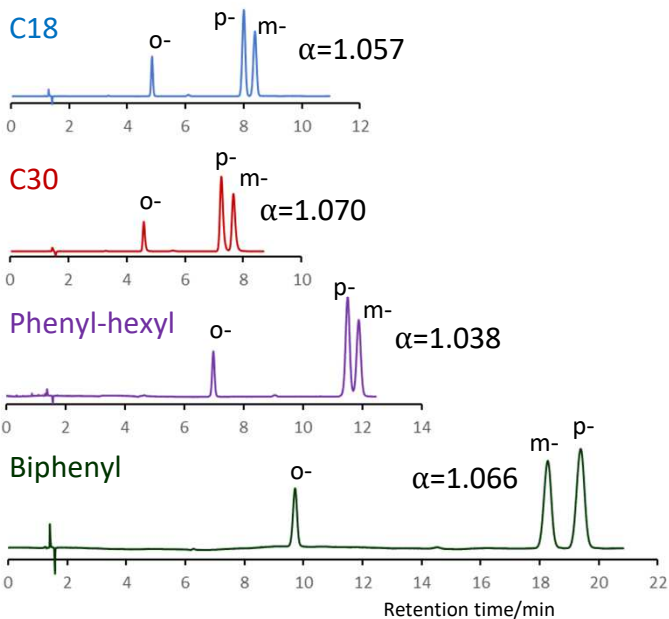 C18
o-
p-
m-
α=1.057
0 2 4 6 8 10 12
C30
o-
p-
m-
α=1.070
0 2 4 6 8 10
Phenyl-hexyl
o-
p-
m-
α=1.038
0 2 4 6 8 10 12 14
Biphenyl
o-
α=1.066
m-
p-
0 2 4 6 8 10 12 14 16 18 20 22
Retention time/min